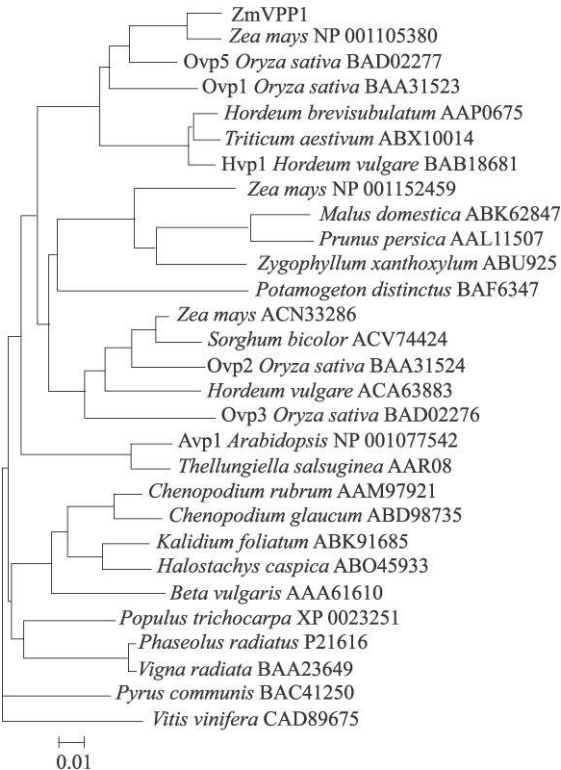 ZmVPP1
Zea mays NP 001105380
Ovp5 Oryza sativa BAD02277
Ovp1 Oryza sativa BAA31523
Hordeum brevisubulatum AAP0675
Triticum aestivum ABX10014
Hvp1 Hordeum vulgare BAB18681
Zea mays NP 001152459
Malus domestica ABK62847
Prunus persica AAL11507
Zygophyllum xanthoxylum ABU925
Potamogeton distinctus BAF6347
Zea mays ACN33286
Sorghum bicolor ACV74424
Ovp2 Oryza sativa BAA31524
Hordeum vulgare ACA63883
Ovp3 Oryza sativa BAD02276
Avp1 Arabidopsis NP 001077542
Thellungiella salsuginea AAR08
Chenopodium rubrum AAM97921
Chenopodium glaucum ABD98735
Kalidium foliatum ABK91685
Halostachys caspica ABO45933
Beta vulgaris AAA61610
Populus trichocarpa XP 0023251
Phaseolus radiatus P21616
Vigna radiata BAA23649
Pyrus communis BAC41250
Vitis vinifera CAD89675
0.01